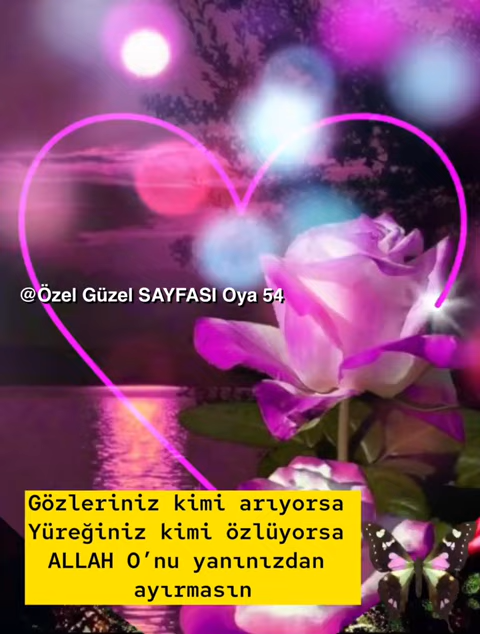 @Özel Güzel SAYFASI Oya 54
Gözleriniz kimi arıyorsa
Yüreğiniz kimi özlüyorsa
ALLAH O’nu yanınızdan
ayırmasın